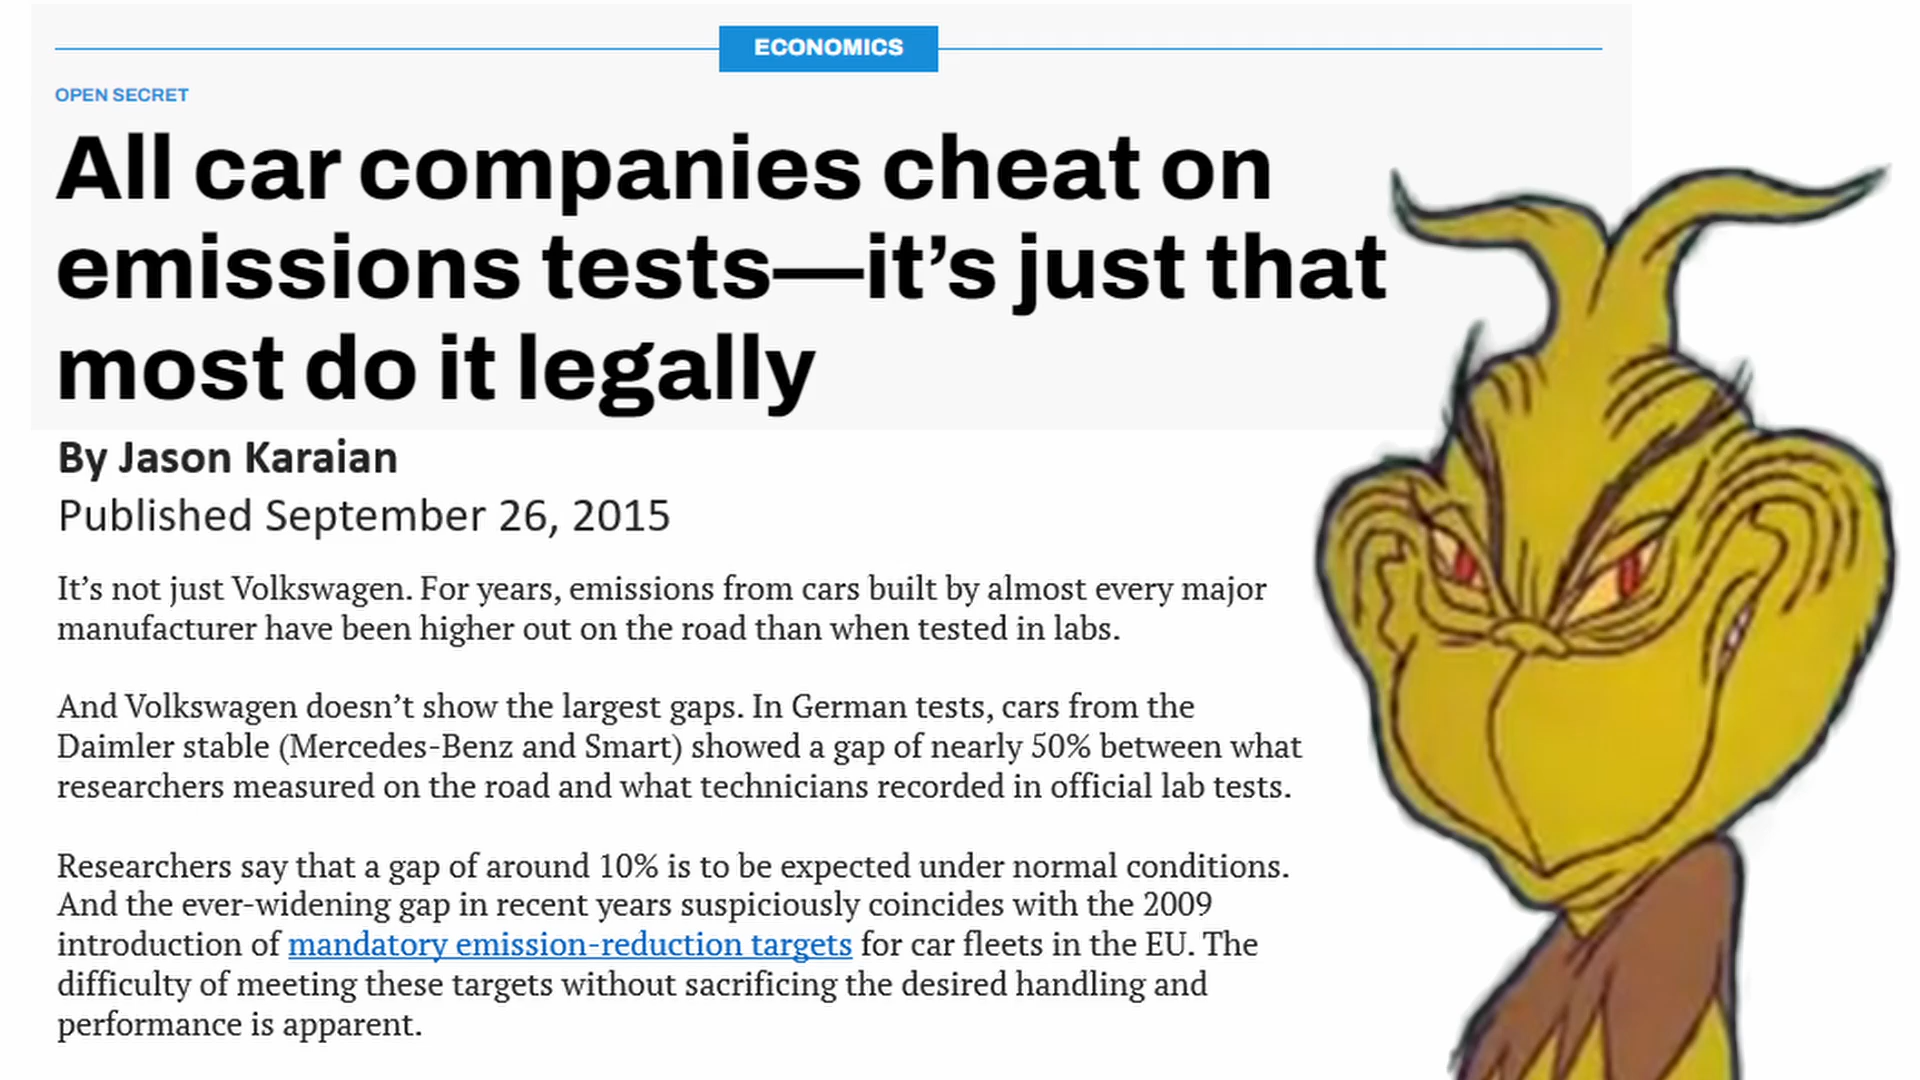 ECONOMICS
OPEN SECRET
All car companies cheat on
emissions tests—it’s just that
most do it legally
By Jason Karaian
Published September 26, 2015
It’s not just Volkswagen. For years, emissions from cars built by almost every major
manufacturer have been higher out on the road than when tested in labs.
And Volkswagen doesn’t show the largest gaps. In German tests, cars from the
Daimler stable (Mercedes-Benz and Smart) showed a gap of nearly 50% between what
researchers measured on the road and what technicians recorded in official lab tests.
Researchers say that a gap of around 10% is to be expected under normal conditions.
And the ever-widening gap in recent years suspiciously coincides with the 2009
introduction of mandatory emission-reduction targets for car fleets in the EU. The
difficulty of meeting these targets without sacrificing the desired handling and
performance is apparent.